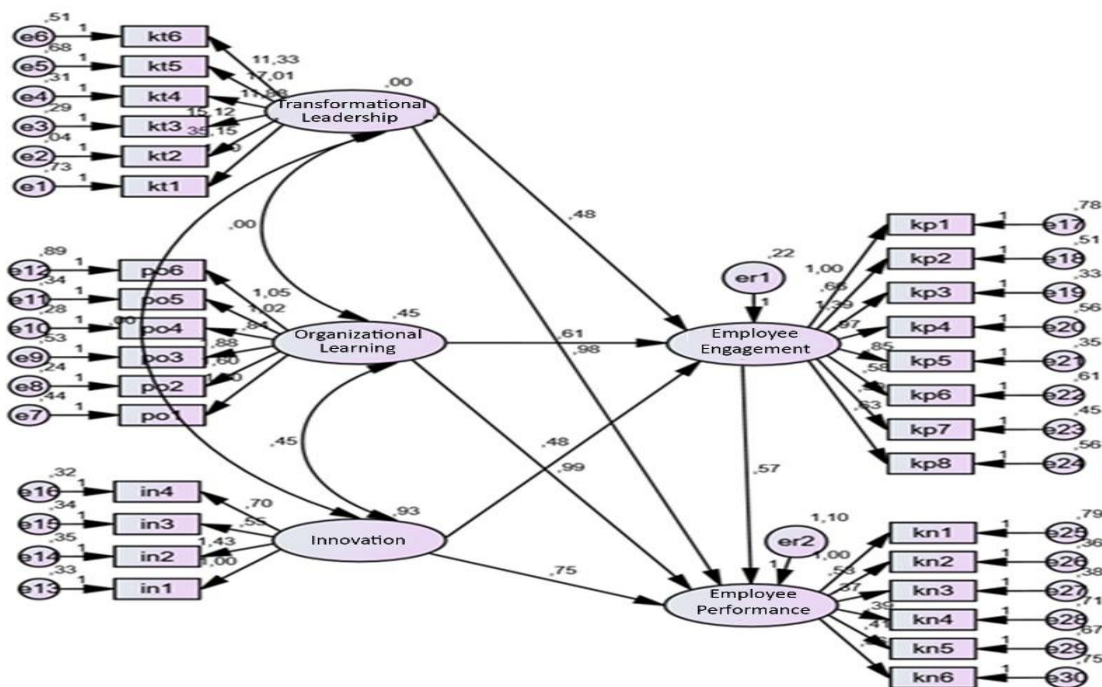 ,51
e6
1
kt6
,68
e5
1
kt5
,31
e4
1
kt4
,29
e3
1
kt3
,04
e2
1
kt2
,73
e1
1
kt1
11,33
17,01
15,12
35,15
,00
Transformational
Leadership
,00
,89
e12
1
po6
,34
e11
1
po5
,28
e10
1
po4
,53
e9
1
po3
,24
e8
1
po2
,44
e7
1
po1
1,05
1,02
,84
,88
,60
,45
Organizational
Learning
,45
,32
e16
1
in4
,34
e15
1
in3
,35
e14
1
in2
,33
e13
1
in1
,70
,55
1,43
1,00
,93
Innovation
,48
,61
,98
,48
,99
,75
,57
,22
er1
1
Employee
Engagement
1,00
,97
,85
,63
kp1
1
,78
e17
kp2
1
,51
e18
kp3
1
,33
e19
kp4
1
,56
e20
kp5
1
,35
e21
kp6
1
,61
e22
kp7
1
,45
e23
kp8
1
,56
e24
1,10
er2
1
Employee
Performance
1,00
,37
,39
kn1
1
,79
e25
kn2
1
,36
e26
kn3
1
,38
e27
kn4
1
,71
e28
kn5
1
,67
e29
kn6
1
,75
e30